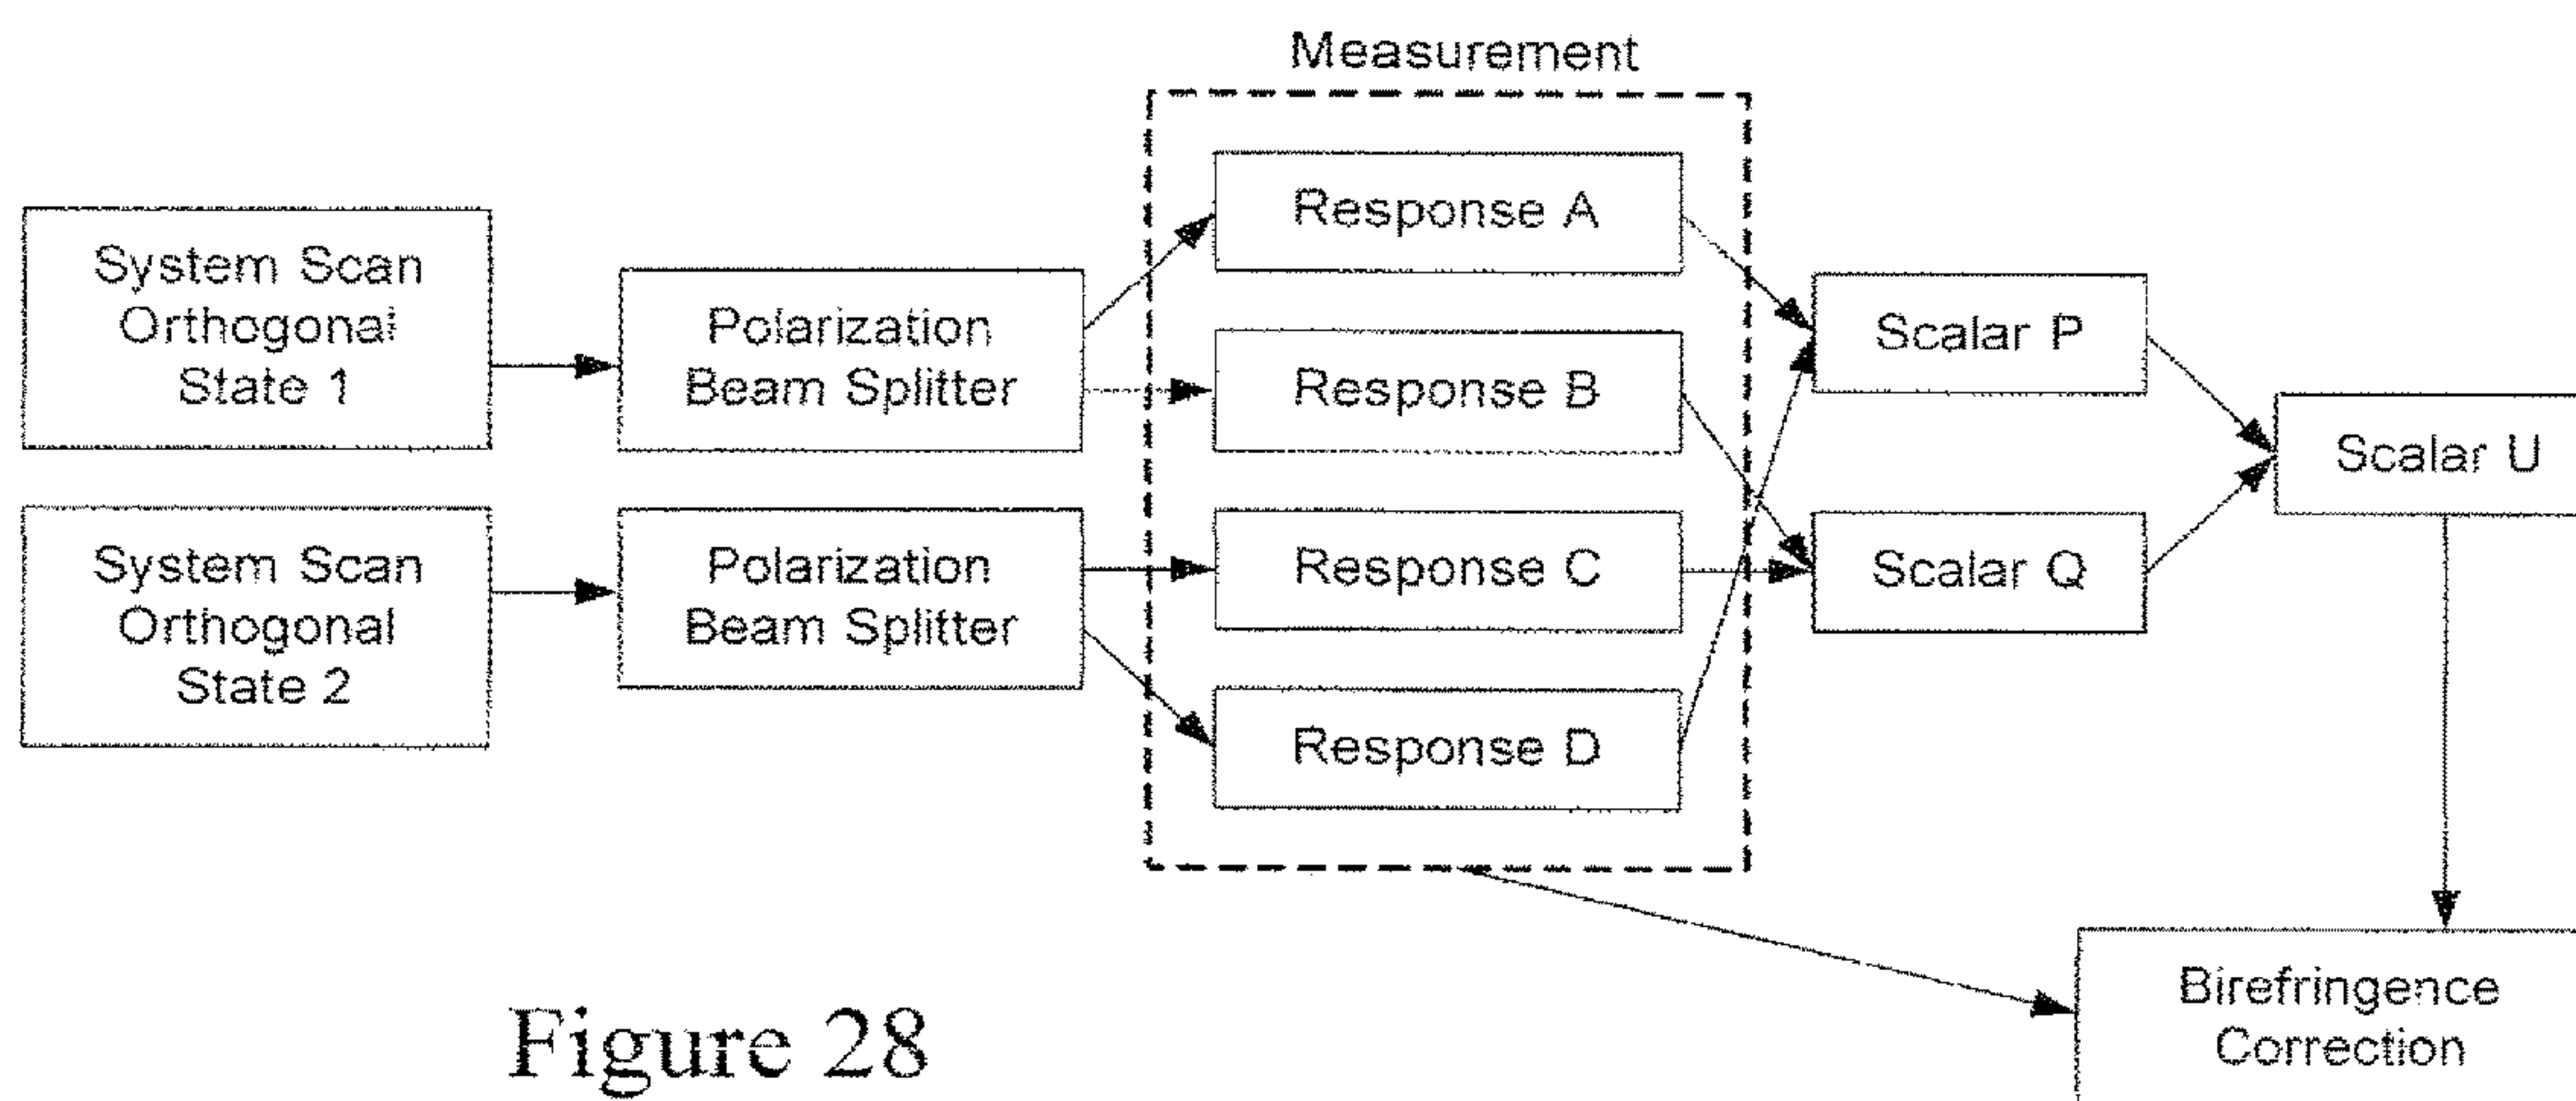 Measurement
System Scan
Orthogonal
State 1
Polarization
Beam Splitter
Response A
Response B
Scalar P
Scalar U
System Scan
Orthogonal
State 2
Polarization
Beam Splitter
Response C
Response D
Scalar Q
Birefringence
Correction
Figure 28